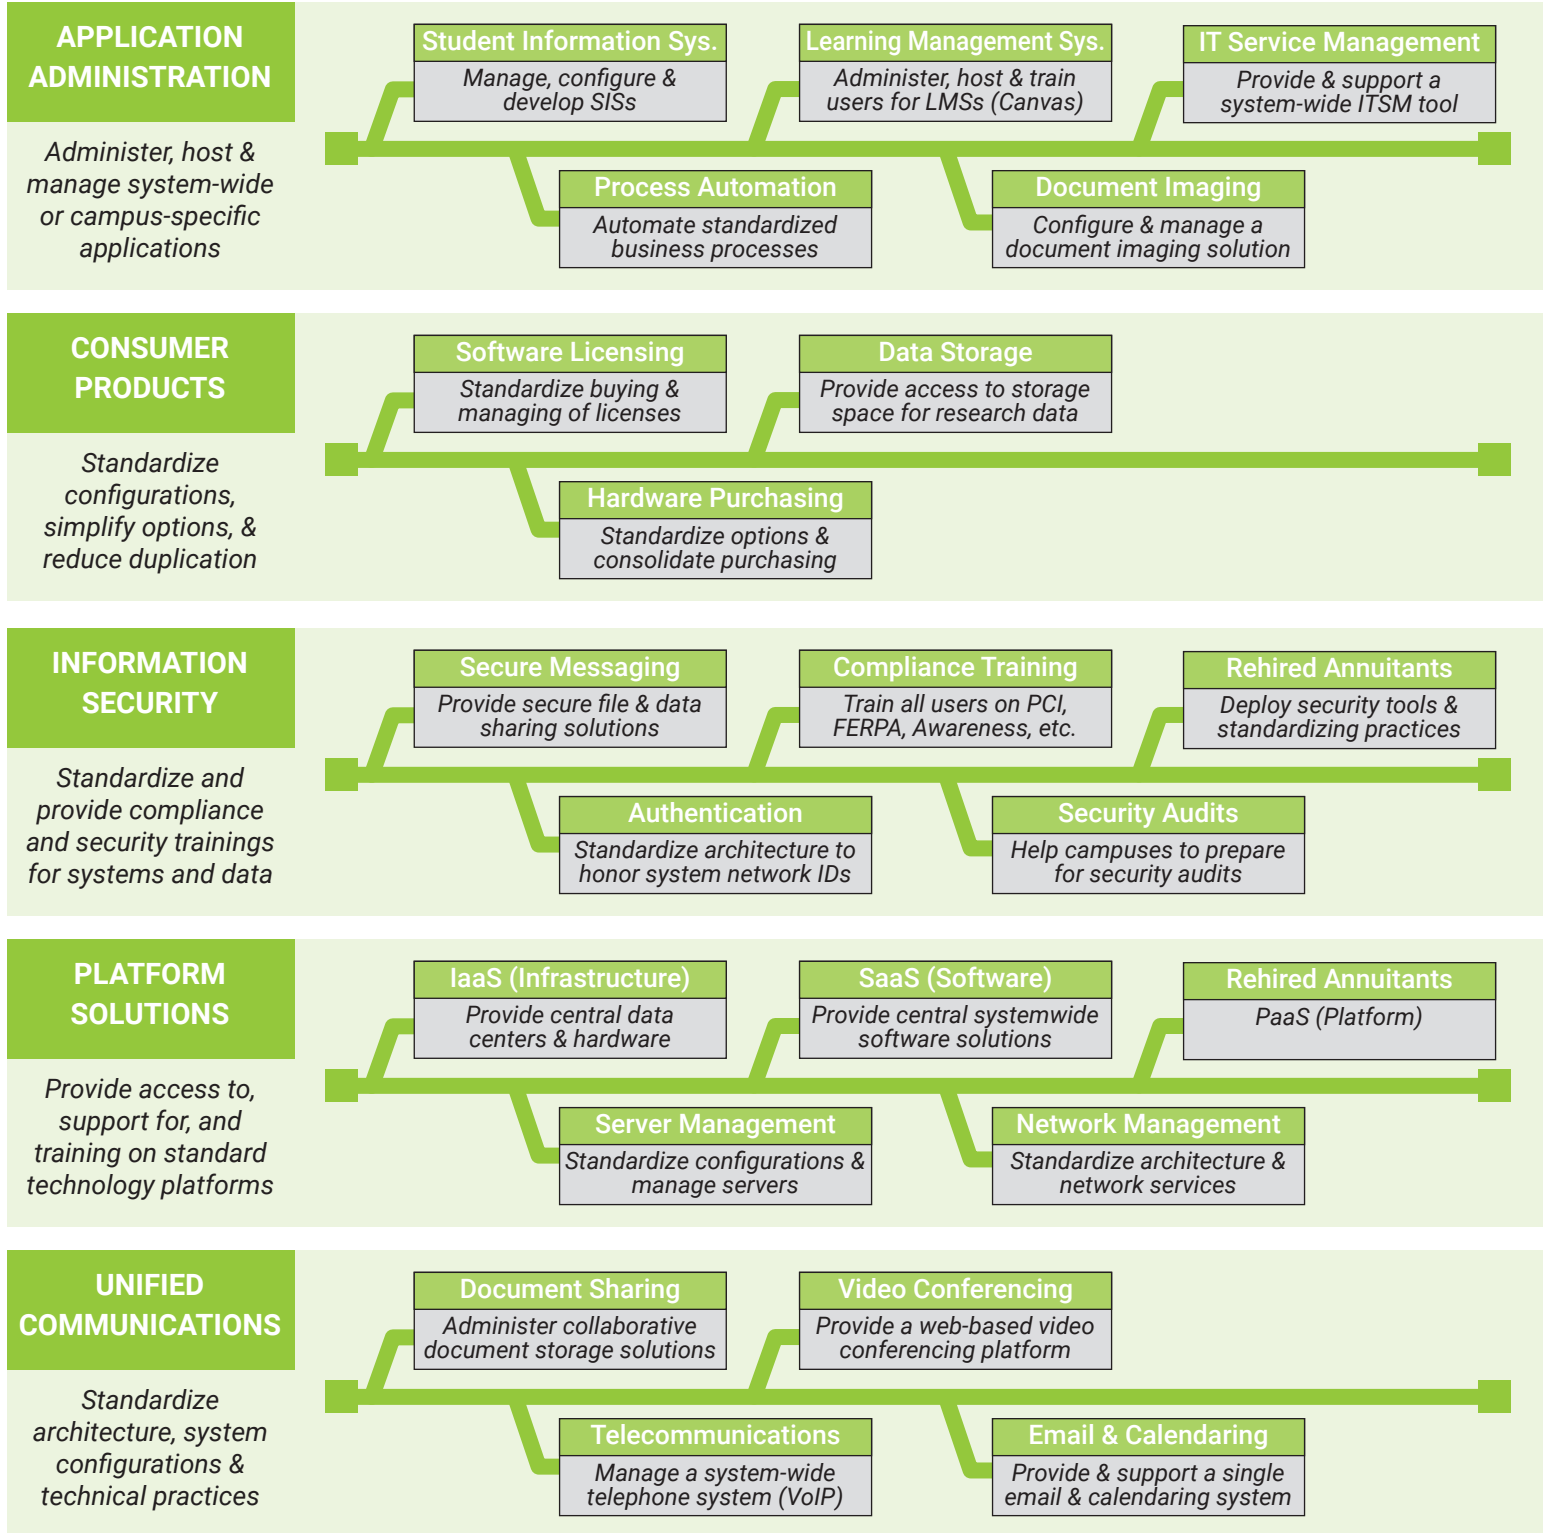 APPLICATION
ADMINISTRATION
Administer, host &
manage system-wide
or campus-specific
applications
Student Information Sys.
Manage, configure &
develop SISs
Learning Management Sys.
Administer, host & train
users for LMSs (Canvas)
IT Service Management
Provide & support a
system-wide ITSM tool
Process Automation
Automate standardized
business processes
Document Imaging
Configure & manage a
document imaging solution
CONSUMER
PRODUCTS
Standardize
configurations,
simplify options, &
reduce duplication
Software Licensing
Standardize buying &
managing of licenses
Data Storage
Provide access to storage
space for research data
Hardware Purchasing
Standardize options &
consolidate purchasing
INFORMATION
SECURITY
Standardize and
provide compliance
and security trainings
for systems and data
Secure Messaging
Provide secure file & data
sharing solutions
Compliance Training
Train all users on PCI,
FERPA, Awareness, etc.
Rehired Annuitants
Deploy security tools &
standardizing practices
Authentication
Standardize architecture to
honor system network IDs
Security Audits
Help campuses to prepare
for security audits
PLATFORM
SOLUTIONS
Provide access to,
support for, and
training on standard
technology platforms
IaaS (Infrastructure)
Provide central data
centers & hardware
SaaS (Software)
Provide central systemwide
software solutions
Rehired Annuitants
PaaS (Platform)
Server Management
Standardize configurations &
manage servers
Network Management
Standardize architecture &
network services
UNIFIED
COMMUNICATIONS
Standardize
architecture, system
configurations &
technical practices
Document Sharing
Administer collaborative
document storage solutions
Video Conferencing
Provide a web-based video
conferencing platform
Telecommunications
Manage a system-wide
telephone system (VoIP)
Email & Calendaring
Provide & support a single
email & calendaring system